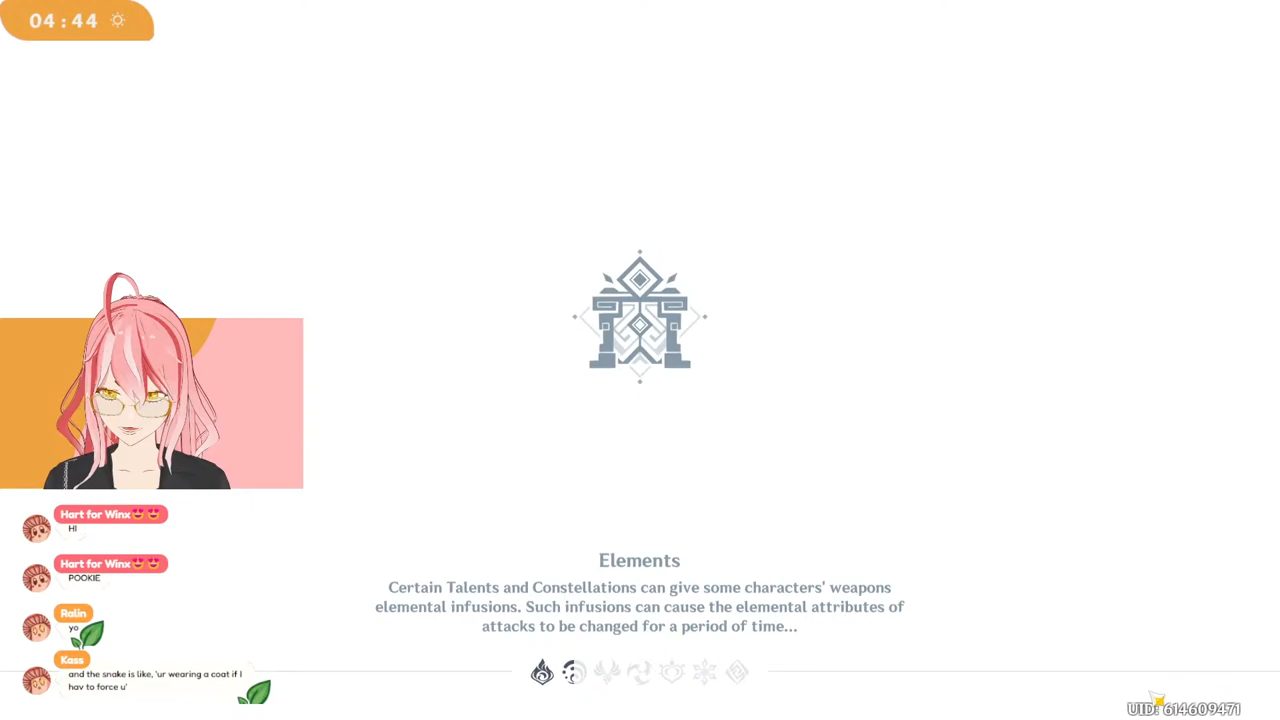 04:44
Hart for Winx😍😍
HI
Hart for Winx😍😍
POOKIE
Ralin
yo
Kass
and the snake is like, 'ur wearing a coat if I
hav to force u'
Elements
Certain Talents and Constellations can give some characters' weapons
elemental infusions. Such infusions can cause the elemental attributes of
attacks to be changed for a period of time...
UID: 614609471